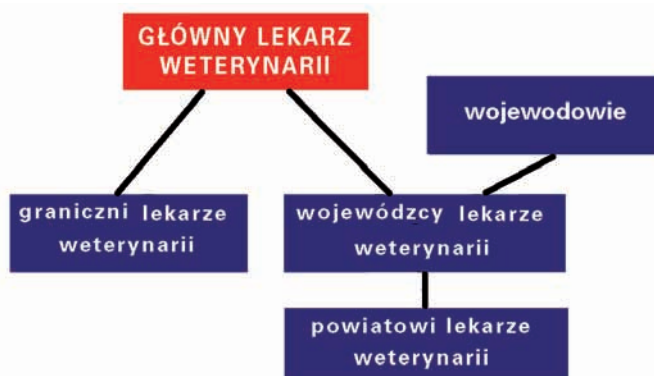 GŁÓWNY LEKARZ
WETERYNARII
wojewodowie
graniczni lekarze
weterynarii
wojewódzcy lekarze
weterynarii
powiatowi lekarze
weterynarii